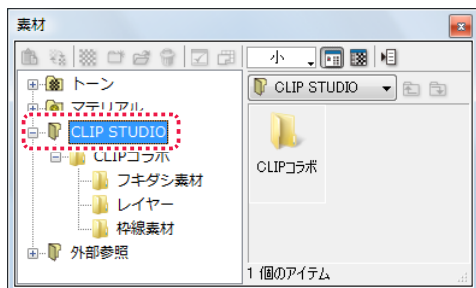 素材
小
トーン
マテリアル
CLIP STUDIO
CLIPコラボ
フキダシ素材
レイヤー
枠線素材
外部参照
CLIP STUDIO
CLIPコラボ
1 個のアイテム